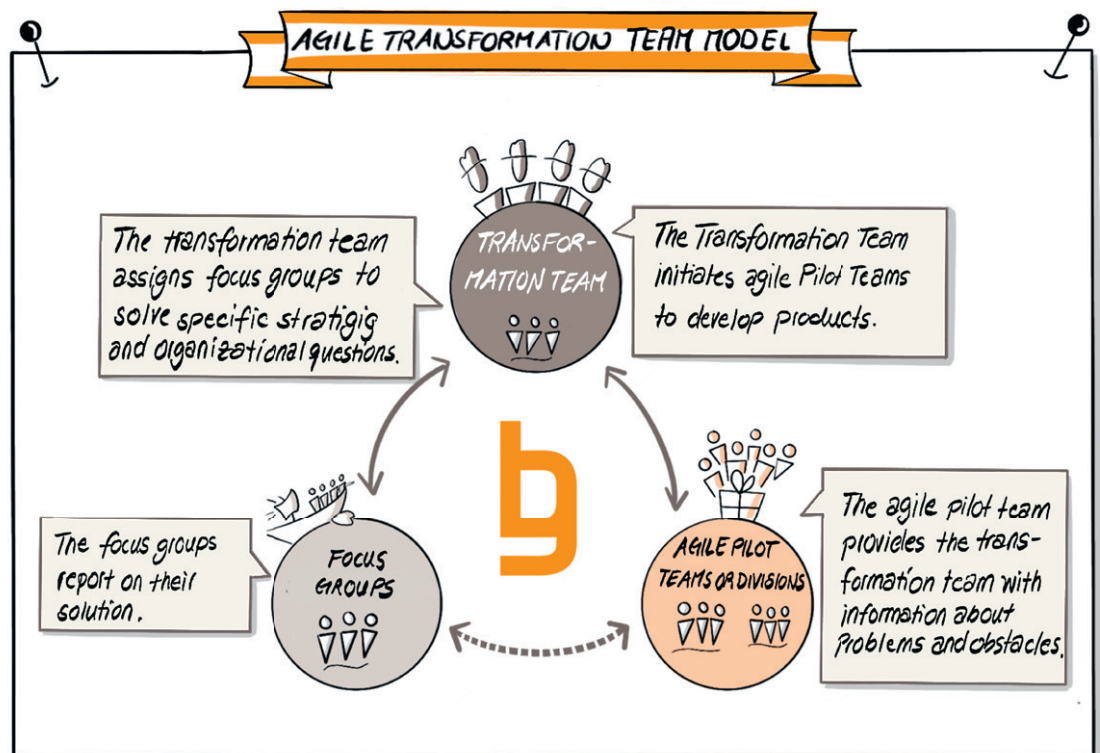 AGILE TRANSFORMATION TEAM MODEL
The transformation team
assigns focus groups to
solve specific stratigig
and organizational questions.
TRANSFOR-
MATION TEAM
The Transformation Team
initiates agile Pilot Teams
to develop products.
The focus groups
report on their
solution.
FOCUS
GROUPS
AGILE PILOT
TEAMS OR DIVISIONS
The agile pilot team
provides the trans-
formation team with
information about
Problems and obstacles.